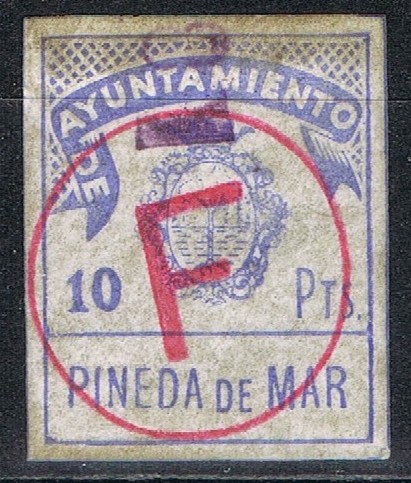 AYUNTAMIENTO
DE
F
10 Pts.
PINEDA DE MAR